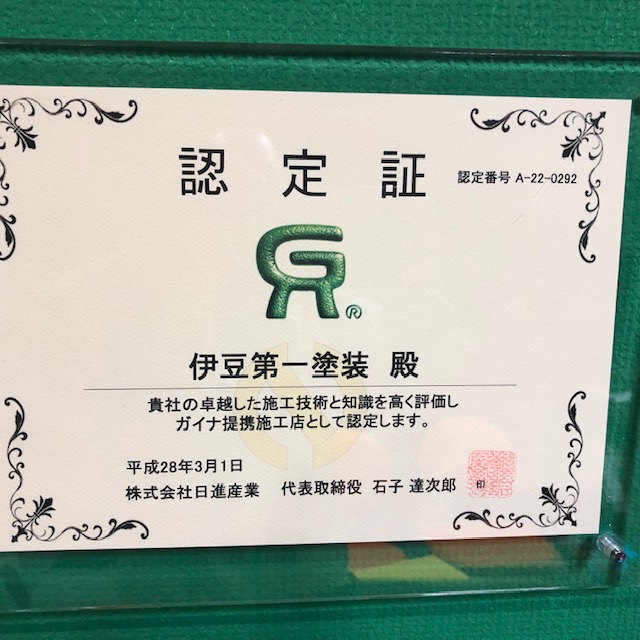 認定証
認定番号 A-22-0292
GR®
伊豆第一塗装 殿
貴社の卓越した施工技術と知識を高く評価し
ガイナ提携施工店として認定します。
平成28年3月1日
株式会社日進産業 代表取締役 石子 達次郎
印